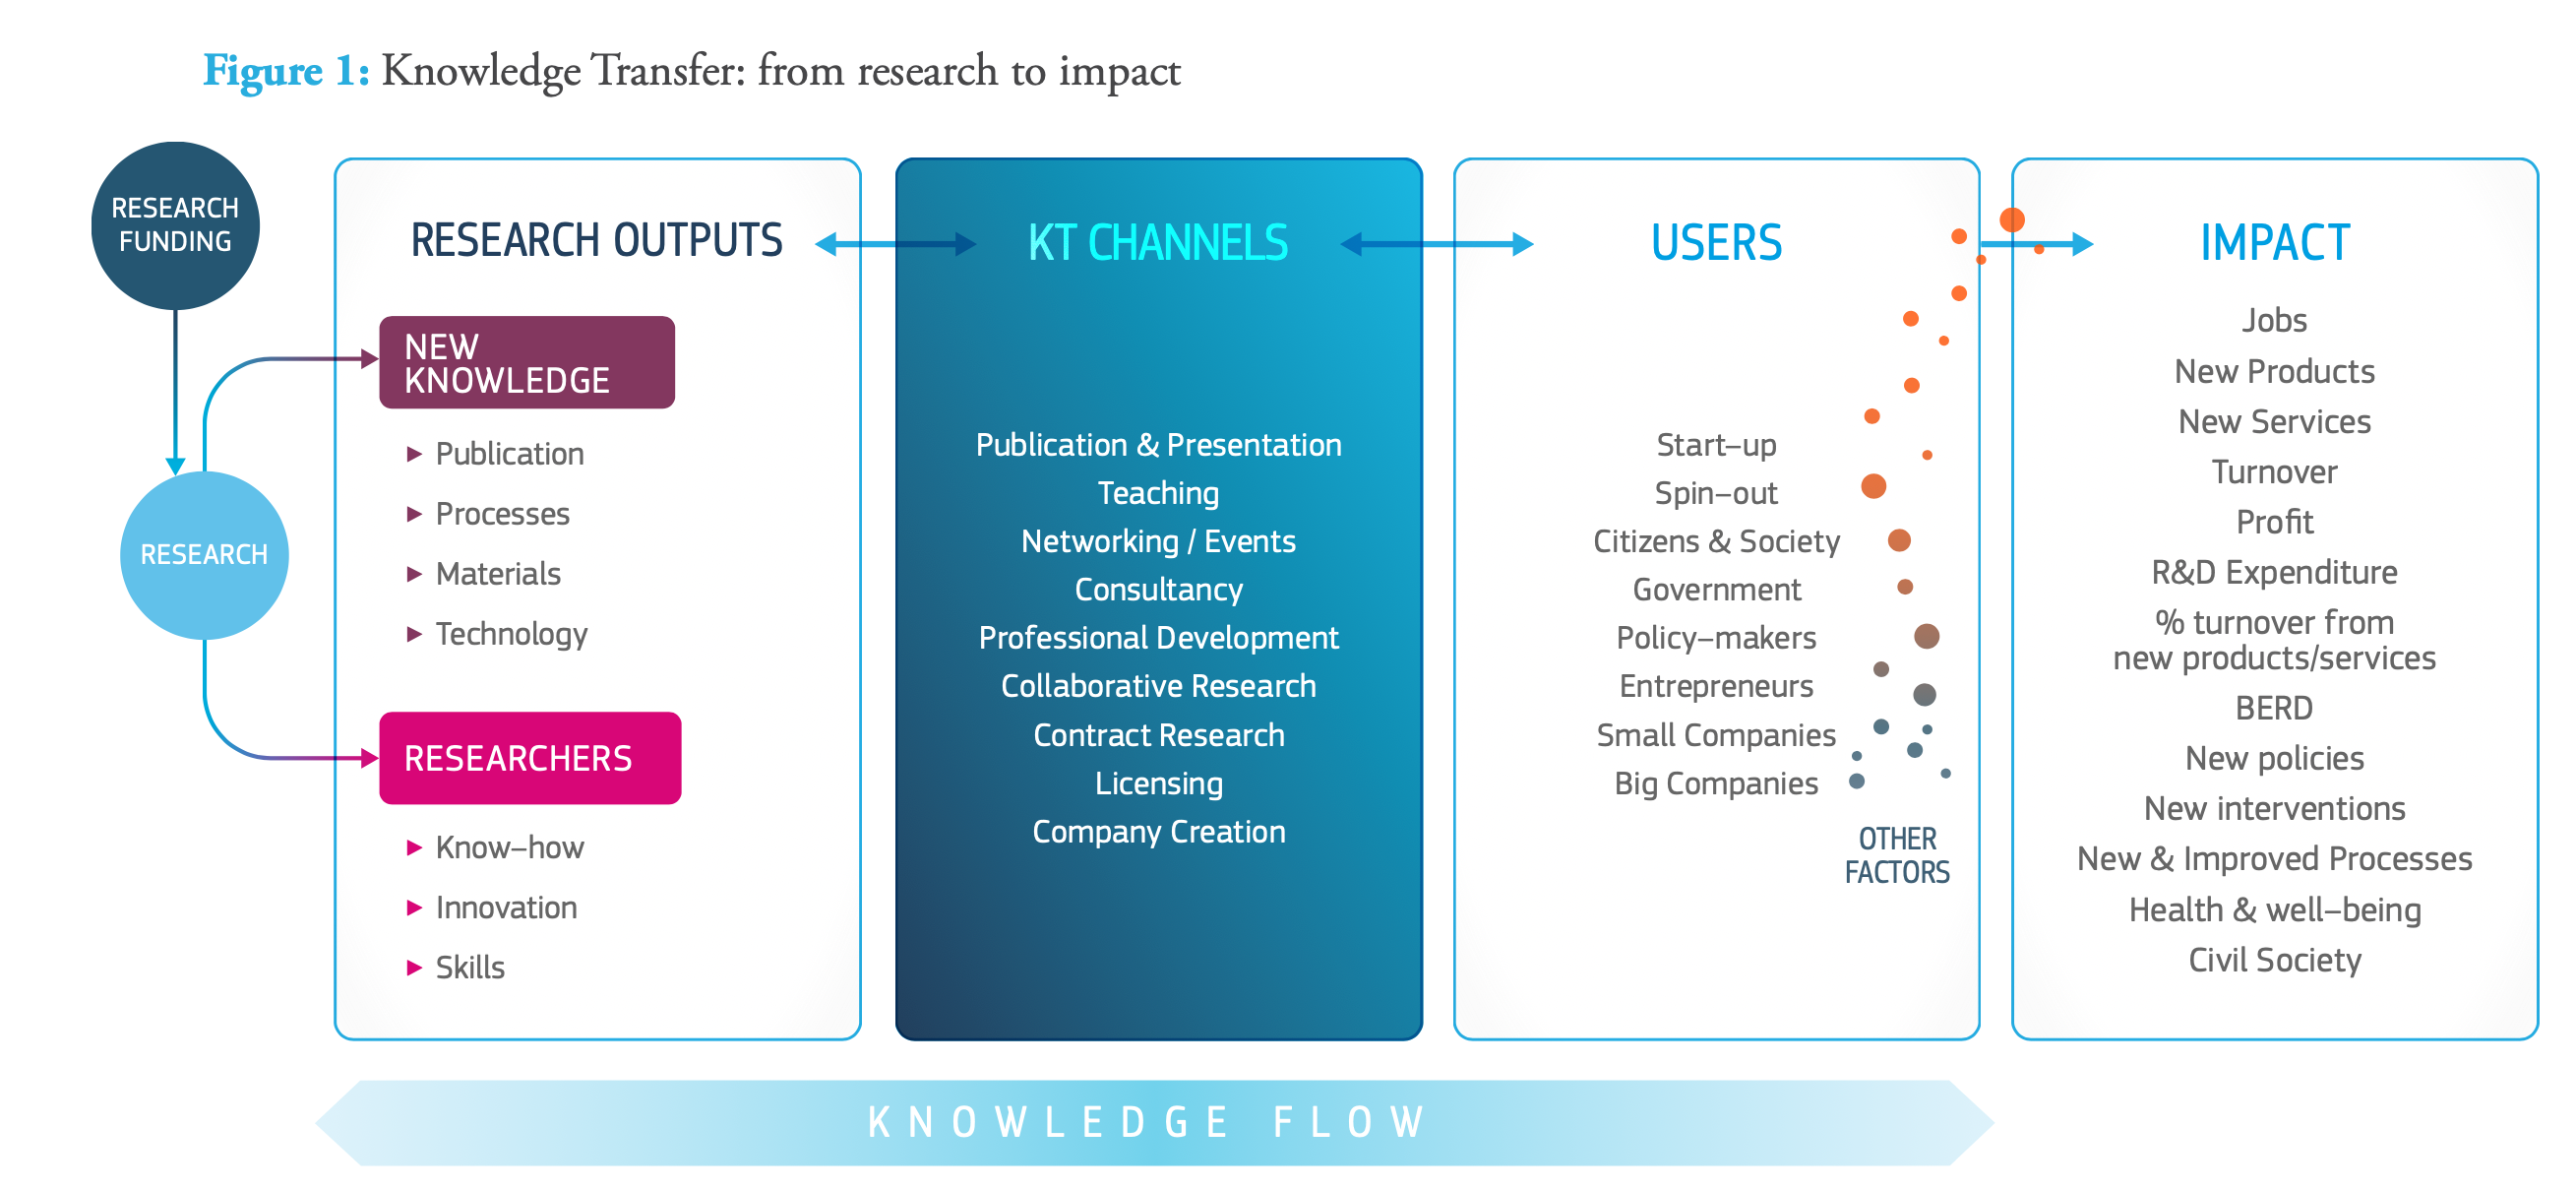 Figure 1: Knowledge Transfer: from research to impact
RESEARCH
FUNDING
RESEARCH
RESEARCH OUTPUTS
NEW
KNOWLEDGE
Publication
Processes
Materials
Technology
RESEARCHERS
Know–how
Innovation
Skills
KT CHANNELS
Publication & Presentation
Teaching
Networking / Events
Consultancy
Professional Development
Collaborative Research
Contract Research
Licensing
Company Creation
USERS
Start–up
Spin–out
Citizens & Society
Government
Policy–makers
Entrepreneurs
Small Companies
Big Companies
OTHER
FACTORS
IMPACT
Jobs
New Products
New Services
Turnover
Profit
R&D Expenditure
% turnover from
new products/services
BERD
New policies
New interventions
New & Improved Processes
Health & well–being
Civil Society
KNOWLEDGE FLOW